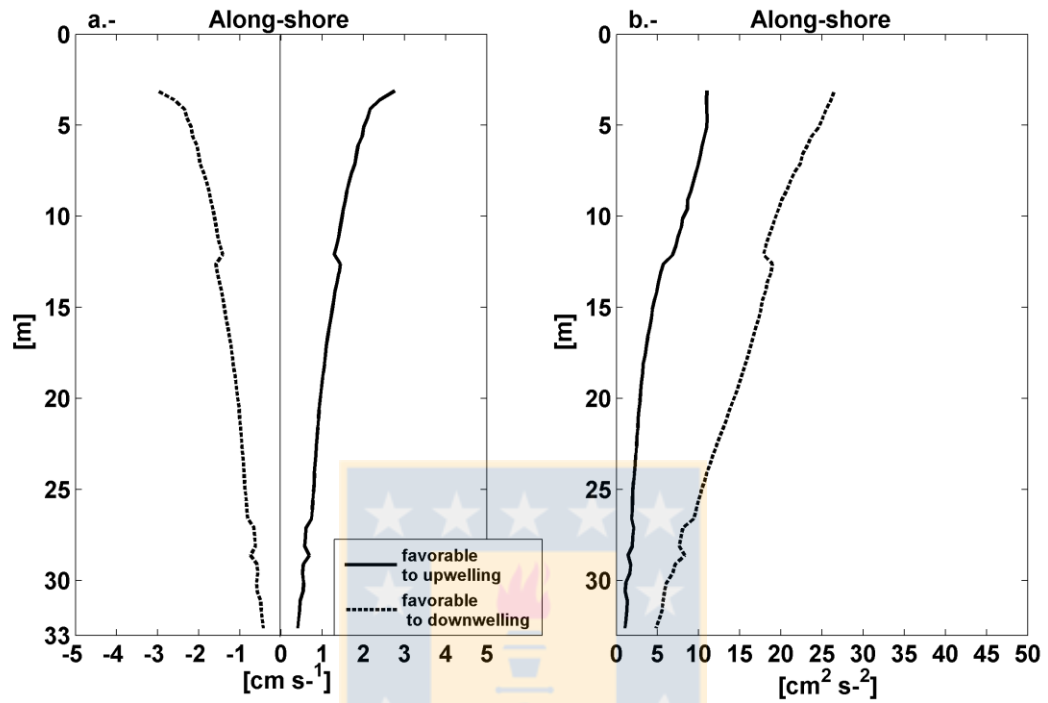 a.- Along-shore
0
5
10
15
20
25
30
33
[m]
-5 -4 -3 -2 -1 0 1 2 3 4 5
[cm s-¹]
favorable
to upwelling
favorable
to downwelling
b.- Along-shore
0
5
10
15
20
25
30
33
[m]
0 5 10 15 20 25 30 35 40 45 50
[cm² s-²]